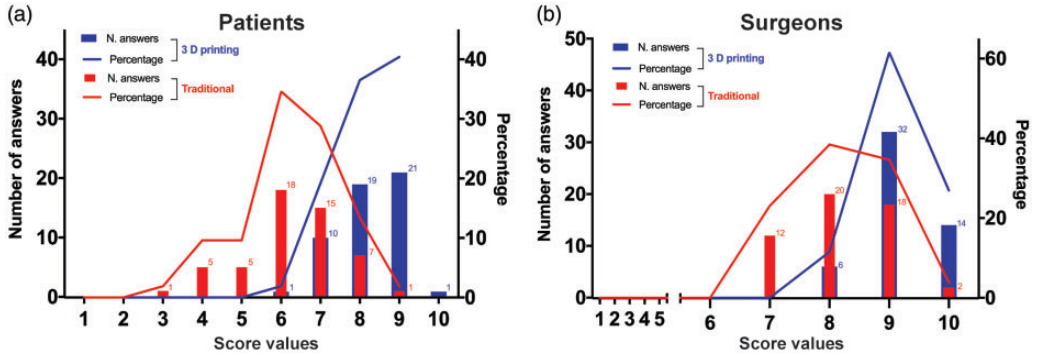 (a)
Patients
N. answers
3 D printing
Percentage
N. answers
Traditional
Percentage
Number of answers
40
30
20
10
0
Percentage
40
30
20
10
0
1
5
5
18
1
15
10
19
7
21
1
1
1 2 3 4 5 6 7 8 9 10
Score values
(b)
Surgeons
N. answers
3 D printing
Percentage
N. answers
Traditional
Percentage
Number of answers
50
40
30
20
10
0
Percentage
60
40
20
0
12
20
6
32
18
14
2
1 2 3 4 5 6 7 8 9 10
Score values